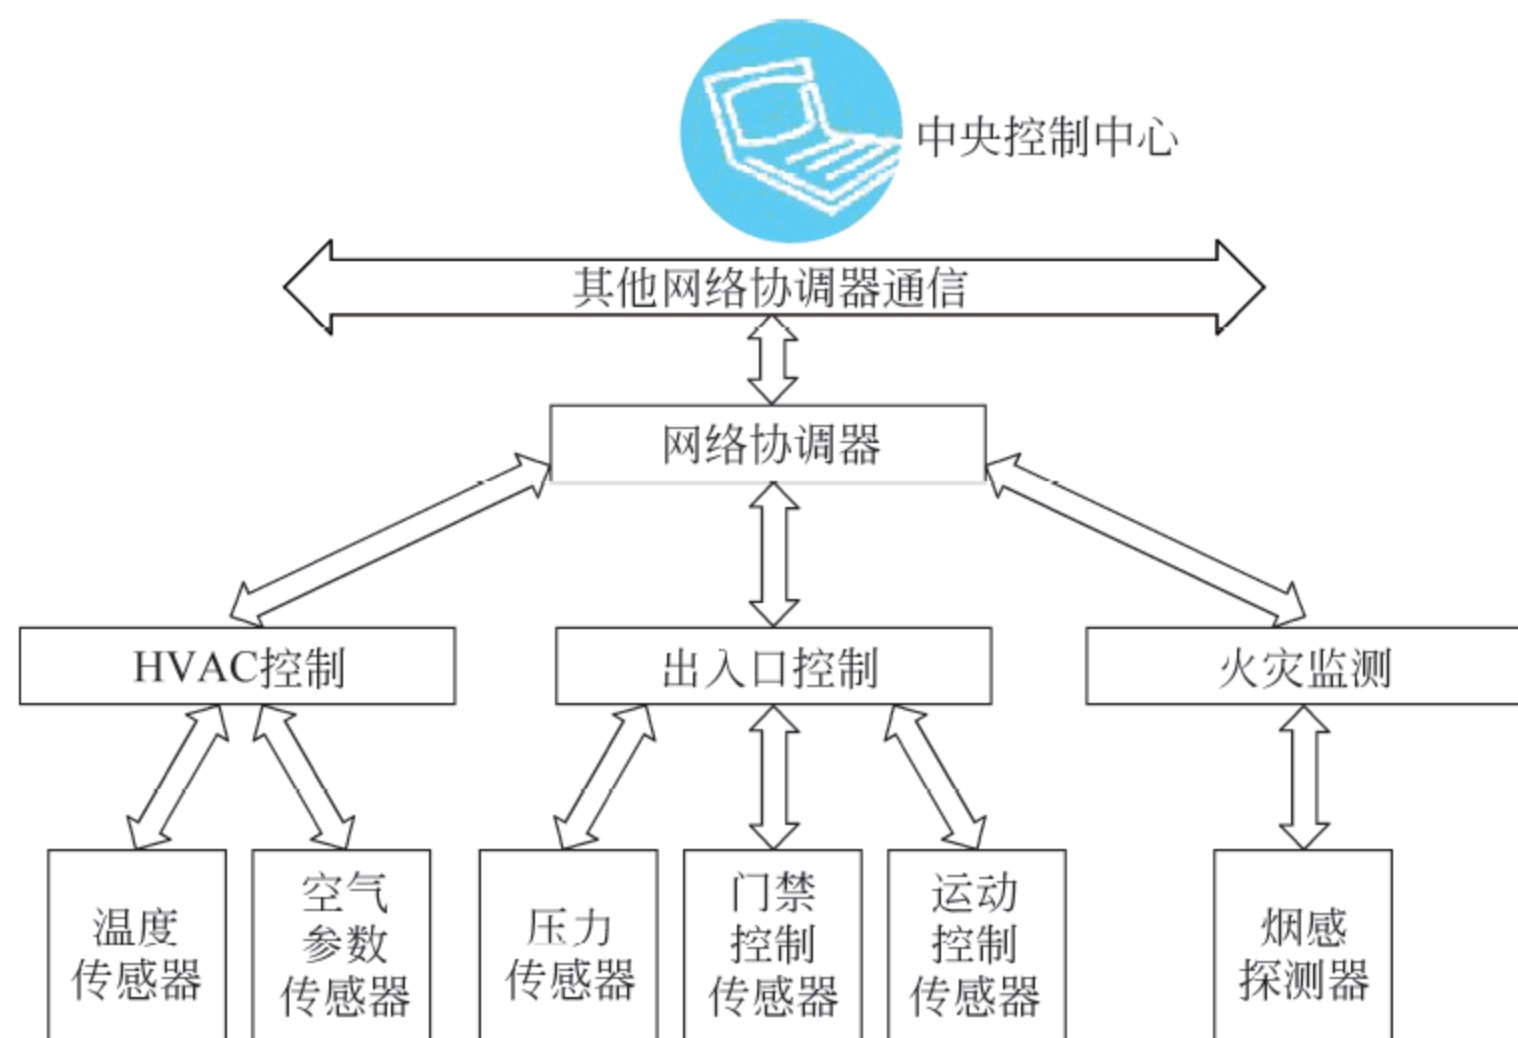 中央控制中心
其他网络协调器通信
网络协调器
HVAC控制
出入口控制
火灾监测
温度
传感器
空气
参数
传感器
压力
传感器
门禁
控制
传感器
运动
控制
传感器
烟感
探测器